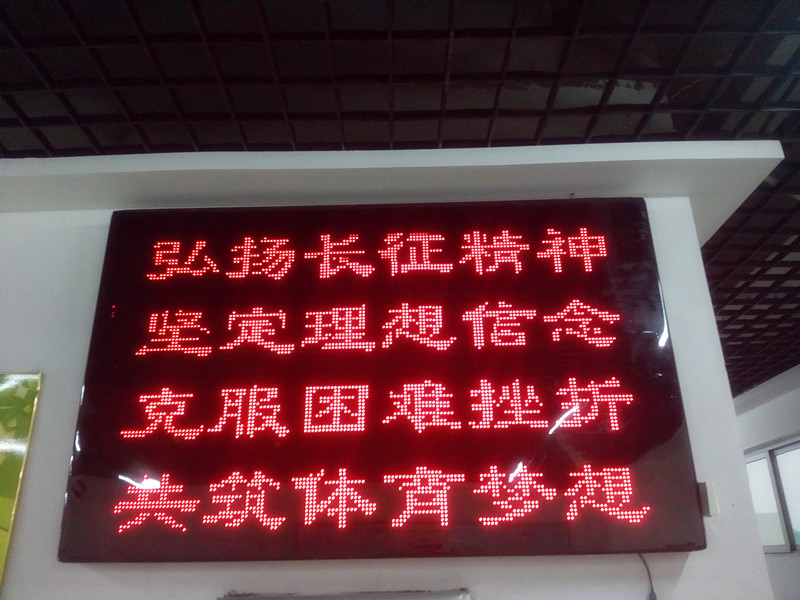 弘扬长征精神
坚定理想信念
克服困难挫折
共筑体育梦想